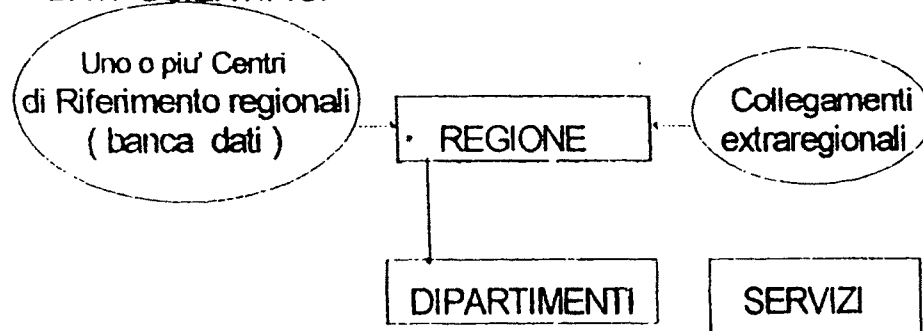 Uno o piu' Centri
di Riferimento regionali
( banca dati )
REGIONE
Collegamenti
extraregionali
DIPARTIMENTI
SERVIZI